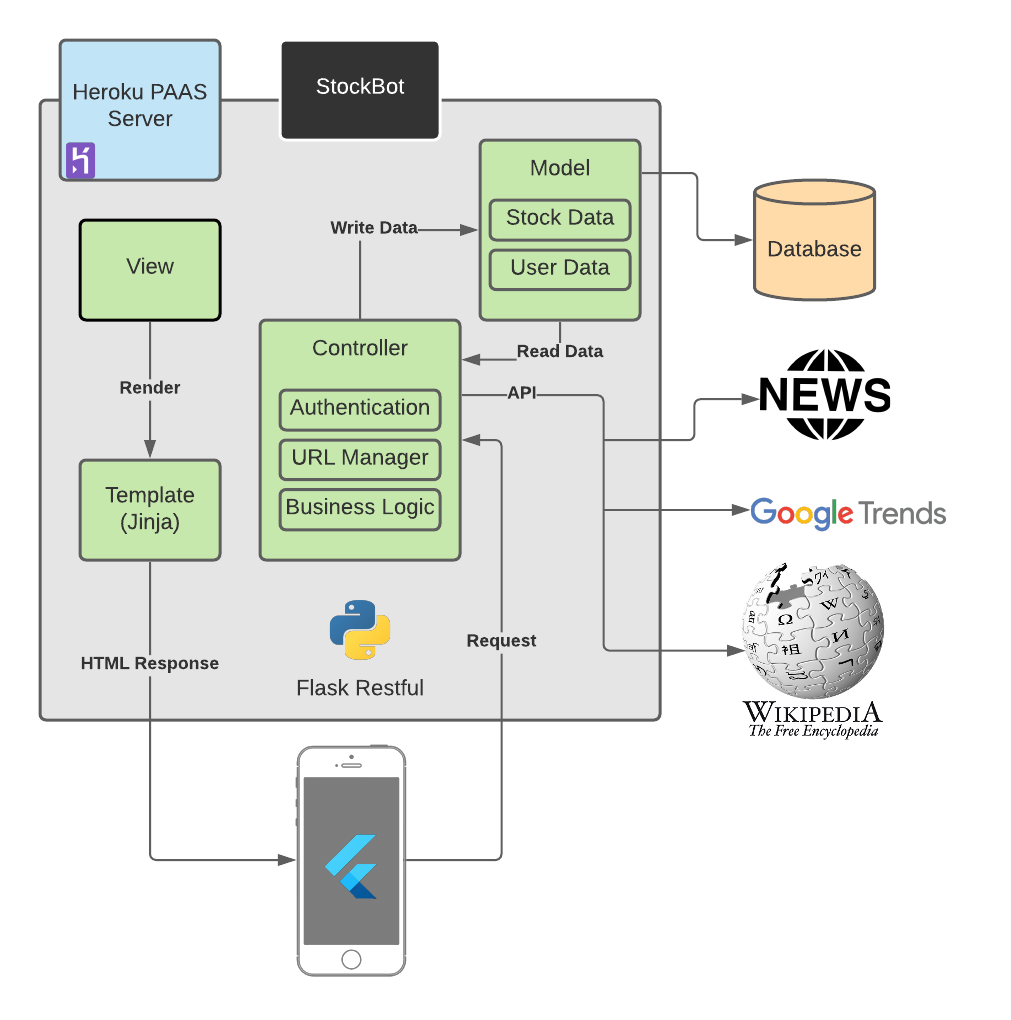 Heroku PAAS
Server
StockBot
Model
Stock Data
User Data
Write Data
View
Database
Controller
Read Data
Render
API
NEWS
Authentication
URL Manager
Business Logic
Template
(Jinja)
Google Trends
Ω
W
И
祖
Request
HTML Response
Flask Restful
WIKIPEDIA
The Free Encyclopedia